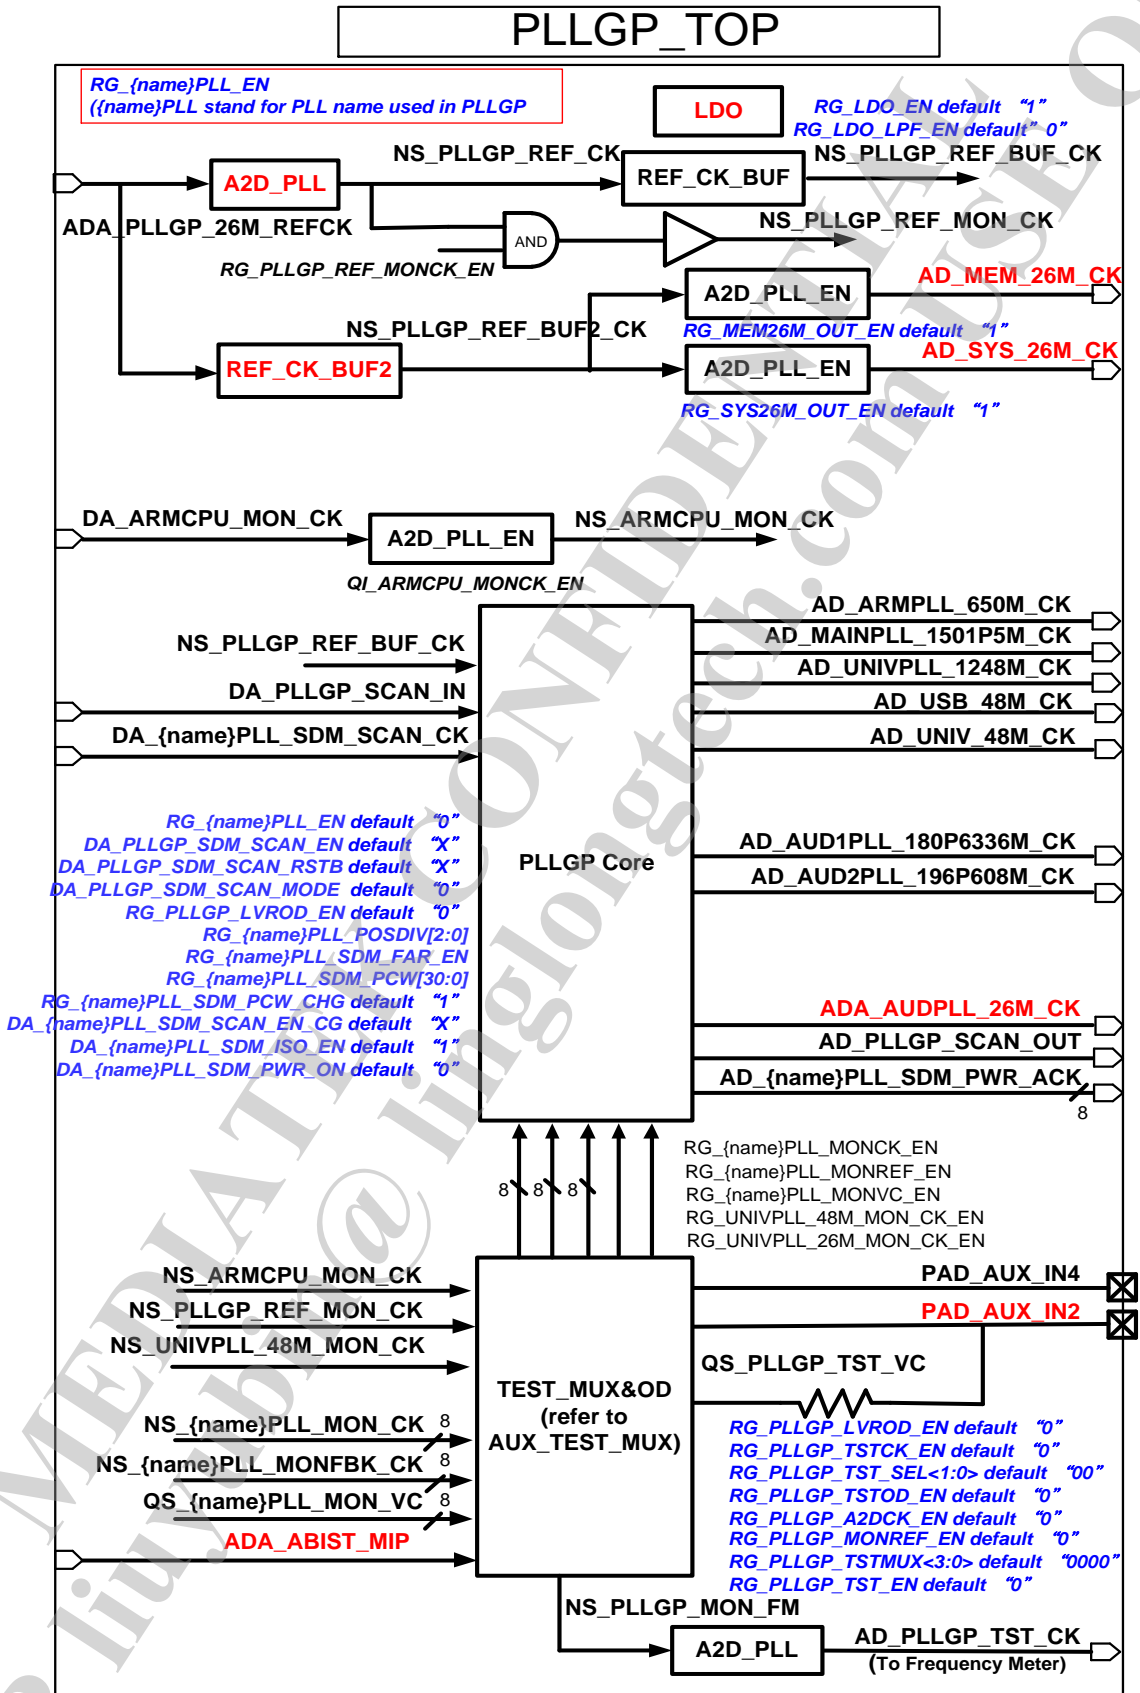 PLLGP_TOP
RG_{name}PLL_EN
({name}PLL stand for PLL name used in PLLGP
LDO
RG_LDO_EN default “1”
RG_LDO_LPF_EN default” 0”
NS_PLLGP_REF_CK
NS_PLLGP_REF_BUF_CK
A2D_PLL
REF_CK_BUF
ADA_PLLGP_26M_REFCK
NS_PLLGP_REF_MON_CK
AND
RG_PLLGP_REF_MONCK_EN
AD_MEM_26M_CK
A2D_PLL_EN
NS_PLLGP_REF_BUF2_CK
RG_MEM26M_OUT_EN default “1”
AD_SYS_26M_CK
REF_CK_BUF2
A2D_PLL_EN
RG_SYS26M_OUT_EN default “1”
DA_ARMCPU_MON_CK
NS_ARMCPU_MON_CK
A2D_PLL_EN
QI_ARMCPU_MONCK_EN
AD_ARMPLL_650M_CK
NS_PLLGP_REF_BUF_CK
AD_MAINPLL_1501P5M_CK
AD_UNIVPLL_1248M_CK
DA_PLLGP_SCAN_IN
AD_USB_48M_CK
DA_{name}PLL_SDM_SCAN_CK
AD_UNIV_48M_CK
RG_{name}PLL_EN default “0”
DA_PLLGP_SDM_SCAN_EN “X”
DA_PLLGP_SDM_SCAN_RSTB default “X”
DA_PLLGP_SDM_SCAN_MODE default “0”
RG_PLLGP_LVROD_EN default “0”
RG_{name}PLL_POSDIV[2:0]
RG_{name}PLL_SDM_FAR_EN
RG_{name}PLL_SDM_PCW[30:0]
RG_{name}PLL_SDM_PCW_CHG default “1”
DA_{name}PLL_SDM_SCAN_EN_CG default “X”
DA_{name}PLL_SDM_ISO_EN default “1”
DA_{name}PLL_SDM_PWR_ON default “0”
PLLGP Core
AD_AUD1PLL_180P6336M_CK
AD_AUD2PLL_196P608M_CK
ADA_AUDPLL_26M_CK
AD_PLLGP_SCAN_OUT
AD_{name}PLL_SDM_PWR_ACK
8
8 8 8
RG_{name}PLL_MONCK_EN
RG_{name}PLL_MONREF_EN
RG_{name}PLL_MONVC_EN
RG_UNIVPLL_48M_MON_CK_EN
RG_UNIVPLL_26M_MON_CK_EN
NS_ARMCPU_MON_CK
PAD_AUX_IN4
NS_PLLGP_REF_MON_CK
PAD_AUX_IN2
NS_UNIVPLL_48M_MON_CK
QS_PLLGP_TST_VC
TEST_MUX&OD
(refer to
AUX_TEST_MUX)
NS_{name}PLL_MON_CK 8
NS_{name}PLL_MONFBK_CK 8
QS_{name}PLL_MON_VC 8
ADA_ABIST_MIP
RG_PLLGP_LVROD_EN default “0”
RG_PLLGP_TSTCK_EN default “0”
RG_PLLGP_TST_SEL<1:0> default “00”
RG_PLLGP_TSTOD_EN default “0”
RG_PLLGP_A2DCK_EN default “0”
RG_PLLGP_MONREF_EN default “0”
RG_PLLGP_TSTMUX<3:0> default “0000”
RG_PLLGP_TST_EN default “0”
NS_PLLGP_MON_FM
A2D_PLL
AD_PLLGP_TST_CK
(To Frequency Meter)
MEDIATEK CONFIDENTIAL
liuyubin@ linglongtech.com USE O